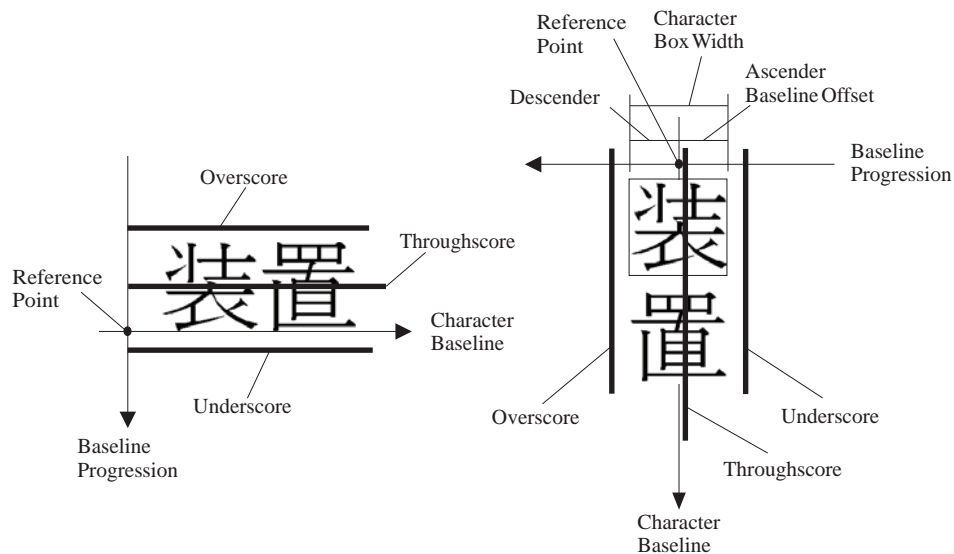 Overscore
Throughscore
装置
Reference
Point
Character
Baseline
Underscore
Baseline
Progression
Reference
Point
Character
Box Width
Descender
Ascender
Baseline Offset
Baseline
Progression
装
置
Overscore
Underscore
Throughscore
Character
Baseline